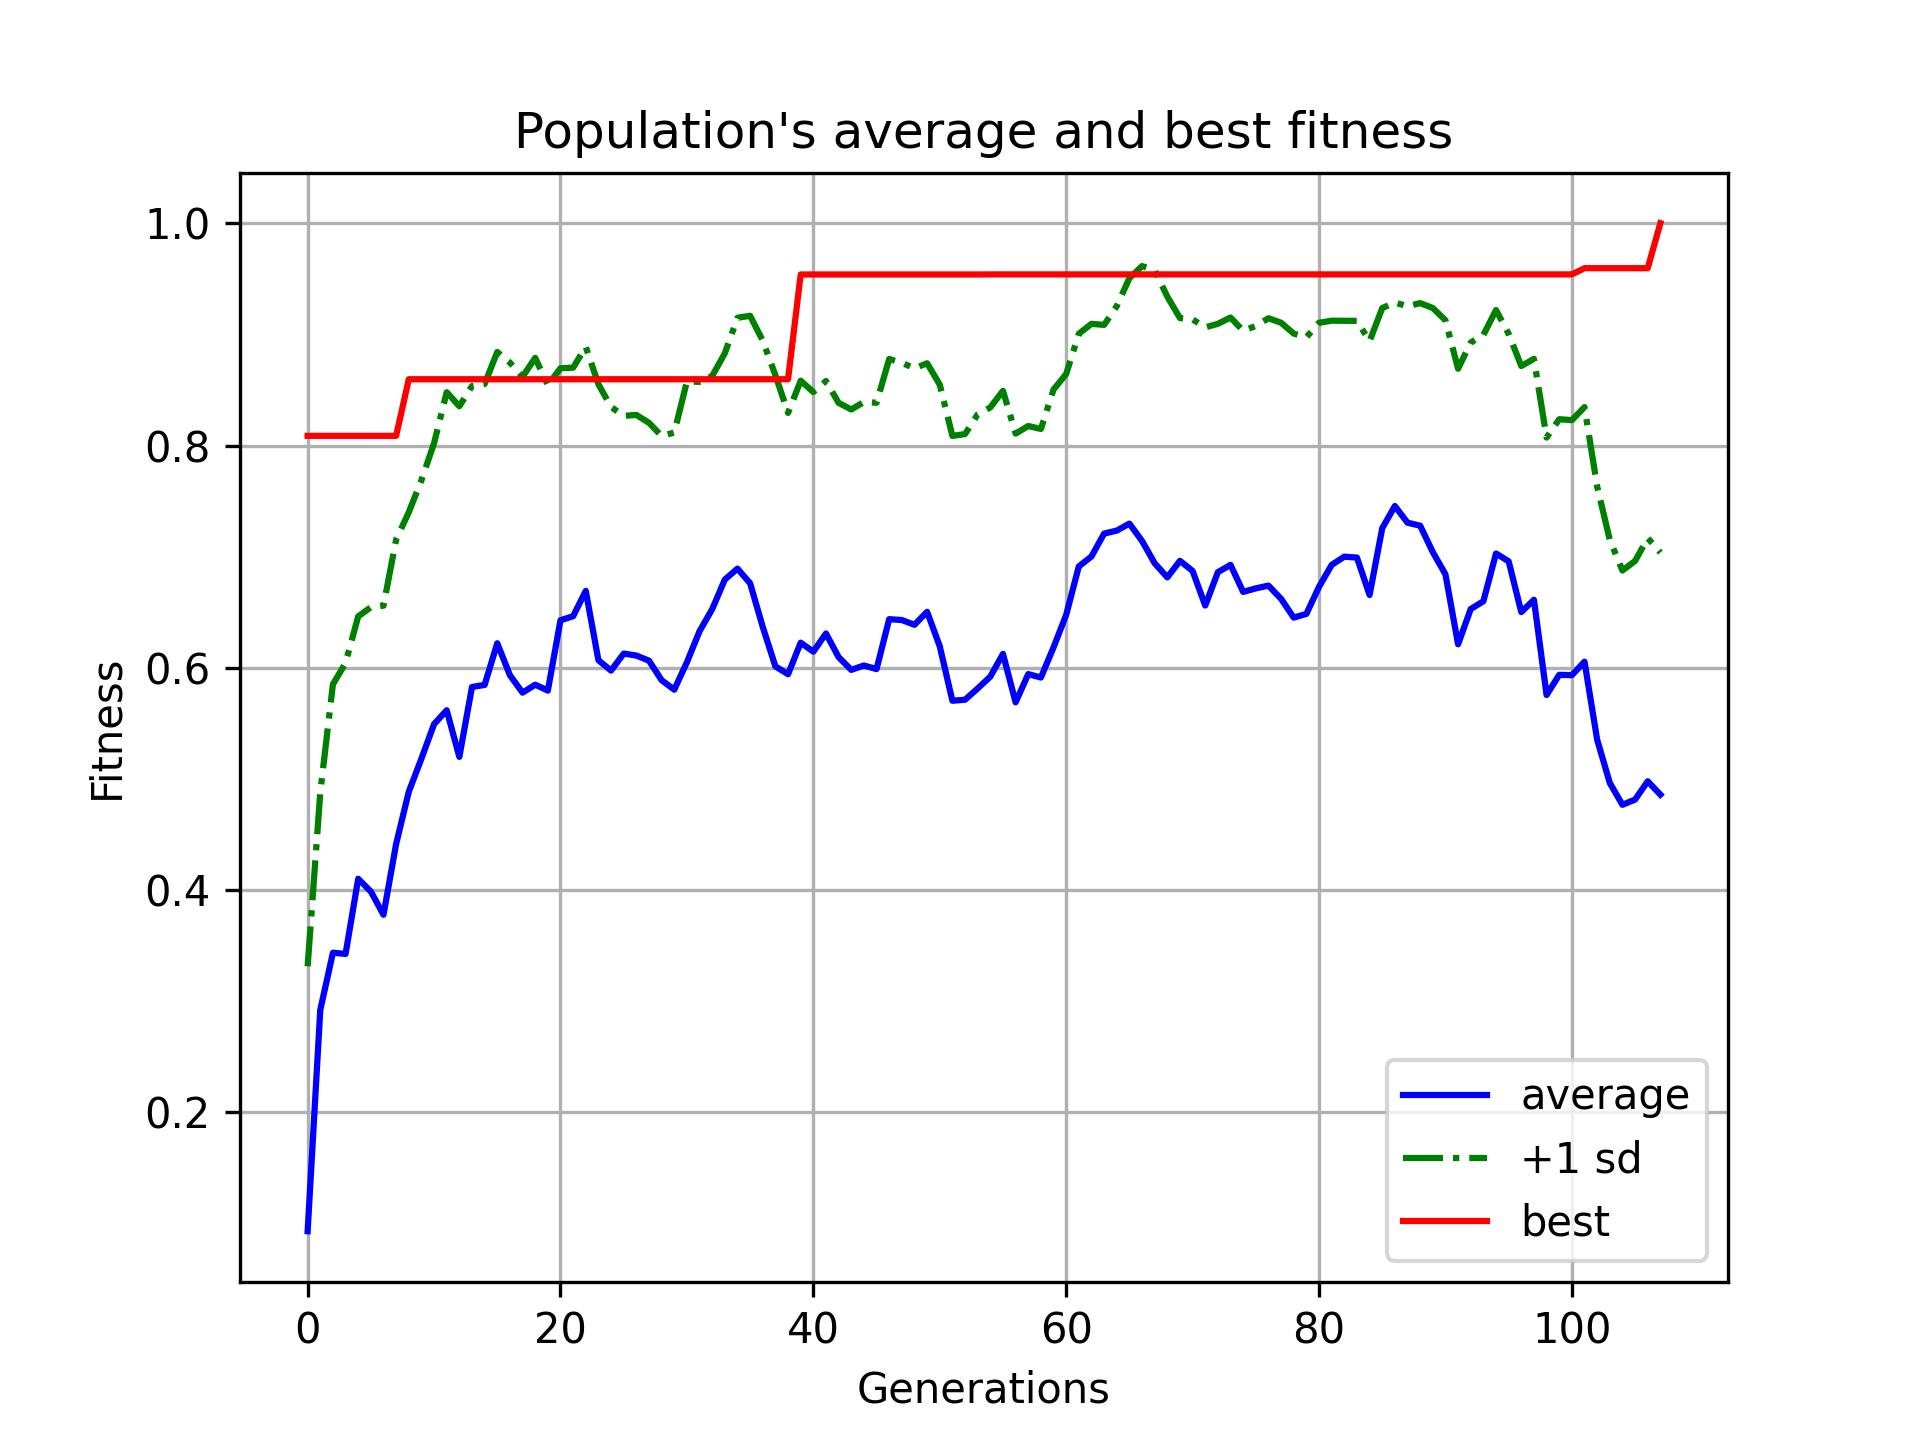 Population's average and best fitness
1.0
0.8
0.6
0.4
0.2
Fitness
0 20 40 60 80 100
Generations
average
+1 sd
best